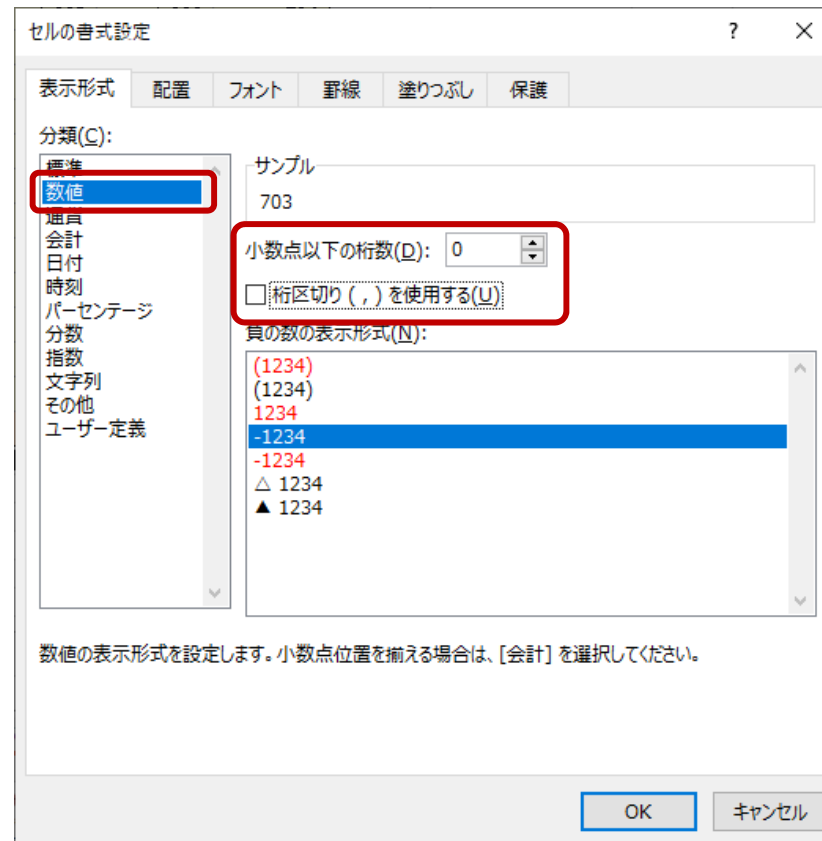 セルの書式設定
?
×
表示形式 配置 フォント 罫線 塗りつぶし 保護
分類(C):
標準
数値
通貨
会計
日付
時刻
パーセンテージ
分数
指数
文字列
その他
ユーザー定義
サンプル
703
小数点以下の桁数(D): 0
桁区切り ( , ) を使用する(U)
負の数の表示形式(N):
(1234)
(1234)
1234
-1234
-1234
△ 1234
▲ 1234
数値の表示形式を設定します。小数点位置を揃える場合は、[会計] を選択してください。
OK キャンセル